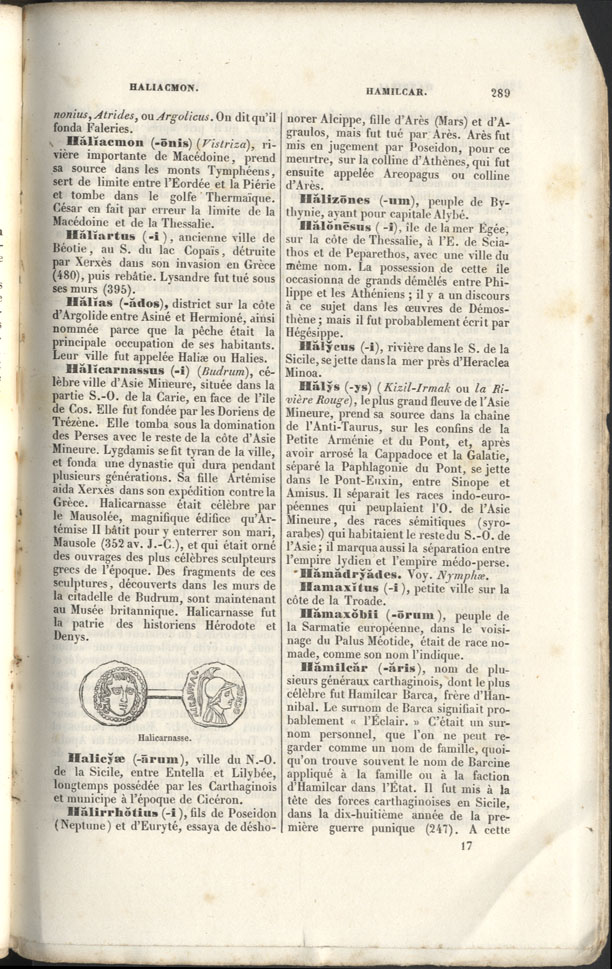 HALIACMON.
HAMILCAR.
289
nonius, Atrides, ou Argolicus. On dit qu'il
fonda Faleries.
Hălĭacmon (-ōnis) (Vistriza), ri-
vière importante de Macédoine, prend
sa source dans les monts Tymphéens,
sert de limite entre l'Eordée et la Piérie
et tombe dans le golfe Thermaïque.
César en fait par erreur la limite de la
Macédoine et de la Thessalie.
Hălĭartus (-i), ancienne ville de
Béotie, au S. du lac Copaïs, détruite
par Xerxès dans son invasion en Grèce
(480), puis rebâtie. Lysandre fut tué sous
ses murs (395).
Hălĭas (-ădos), district sur la côte
d'Argolide entre Asiné et Hermioné, ainsi
nommée parce que la pêche était la
principale occupation de ses habitants.
Leur ville fut appelée Haliæ ou Halies.
Hălĭcarnassus (-i) (Budrum), cé-
lèbre ville d'Asie Mineure, située dans la
partie S.-O. de la Carie, en face de l'île
de Cos. Elle fut fondée par les Doriens de
Trézène. Elle tomba sous la domination
des Perses avec le reste de la côte d'Asie
Mineure. Lygdamis se fit tyran de la ville,
et fonda une dynastie qui dura pendant
plusieurs générations. Sa fille Artémise
aida Xerxès dans son expédition contre la
Grèce. Halicarnasse était célèbre par
le Mausolée, magnifique édifice qu'Ar-
témise II bâtit pour y enterrer son mari,
Mausole (352 av. J.-C.), et qui était orné
des ouvrages des plus célèbres sculpteurs
grecs de l'époque. Des fragments de ces
sculptures, découverts dans les murs de
la citadelle de Budrum, sont maintenant
au Musée britannique. Halicarnasse fut
la patrie des historiens Hérodote et
Denys.
Halicarnasse.
Halicy̆æ (-ārum), ville du N.-O.
de la Sicile, entre Entella et Lilybée,
longtemps possédée par les Carthaginois
et municipe à l'époque de Cicéron.
Hălirrhŏtius (-i), fils de Poseidon
(Neptune) et d'Euryté, essaya de désho-
norer Alcippe, fille d'Arès (Mars) et d'A-
graulos, mais fut tué par Arès. Arès fut
mis en jugement par Poseidon, pour ce
meurtre, sur la colline d'Athènes, qui fut
ensuite appelée Areopagus ou colline
d'Arès.
Hălizōnes (-um), peuple de By-
thynie, ayant pour capitale Alybé.
Hălŏnēsus (-i), île de la mer Egée,
sur la côte de Thessalie, à l'E. de Scia-
thos et de Peparethos, avec une ville du
même nom. La possession de cette île
occasionna de grands démêlés entre Phi-
lippe et les Athéniens; il y a un discours
à ce sujet dans les œuvres de Démos-
thène; mais il fut probablement écrit par
Hégésippe.
Hăly̆cus (-i), rivière dans le S. de la
Sicile, se jette dans la mer près d'Heraclea
Minoa.
Hăly̆s (-ys) (Kizil-Irmak ou la Ri-
vière Rouge), le plus grand fleuve de l'Asie
Mineure, prend sa source dans la chaîne
de l'Anti-Taurus, sur les confins de la
Petite Arménie et du Pont, et, après
avoir arrosé la Cappadoce et la Galatie,
séparé la Paphlagonie du Pont, se jette
dans le Pont-Euxin, entre Sinope et
Amisus. Il séparait les races indo-euro-
péennes qui peuplaient l'O. de l'Asie
Mineure, des races sémitiques (syro-
arabes) qui habitaient le reste du S.-O. de
l'Asie; il marqua aussi la séparation entre
l'empire lydien et l'empire médo-perse.
Hămădry̆ădes. Voy. Nymphæ.
Hamaxĭtus (-i), petite ville sur la
côte de la Troade.
Hămaxŏbii (-ōrum), peuple de
la Sarmatie européenne, dans le voisi-
nage du Palus Méotide, était de race no-
made, comme son nom l'indique.
Hămilcăr (-ăris), nom de plu-
sieurs généraux carthaginois, dont le plus
célèbre fut Hamilcar Barca, frère d'Han-
nibal. Le surnom de Barca signifiait pro-
bablement « l'Éclair. » C'était un sur-
nom personnel, que l'on ne peut re-
garder comme un nom de famille, quoi-
qu'on trouve souvent le nom de Barcine
appliqué à la famille ou à la faction
d'Hamilcar dans l'État. Il fut mis à la
tête des forces carthaginoises en Sicile,
dans la dix-huitième année de la pre-
mière guerre punique (247). A cette
17